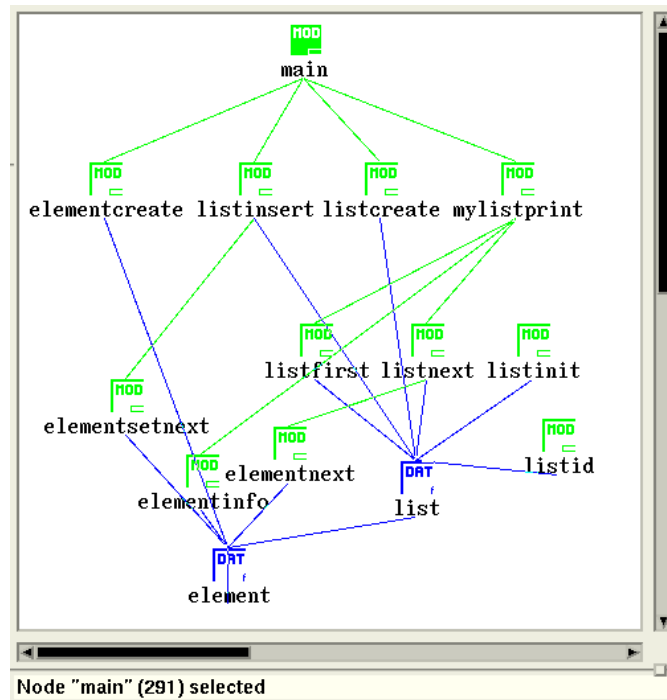 MOD
main
MOD MOD MOD MOD
elementcreate listinsert listcreate mylistprint
MOD MOD MOD
listfirst listnext listinit
MOD
elementsetnext
MOD
elementnext
MOD
listid
MOD
elementinfo
DAT
f
list
DAT
f
element
Node "main" (291) selected